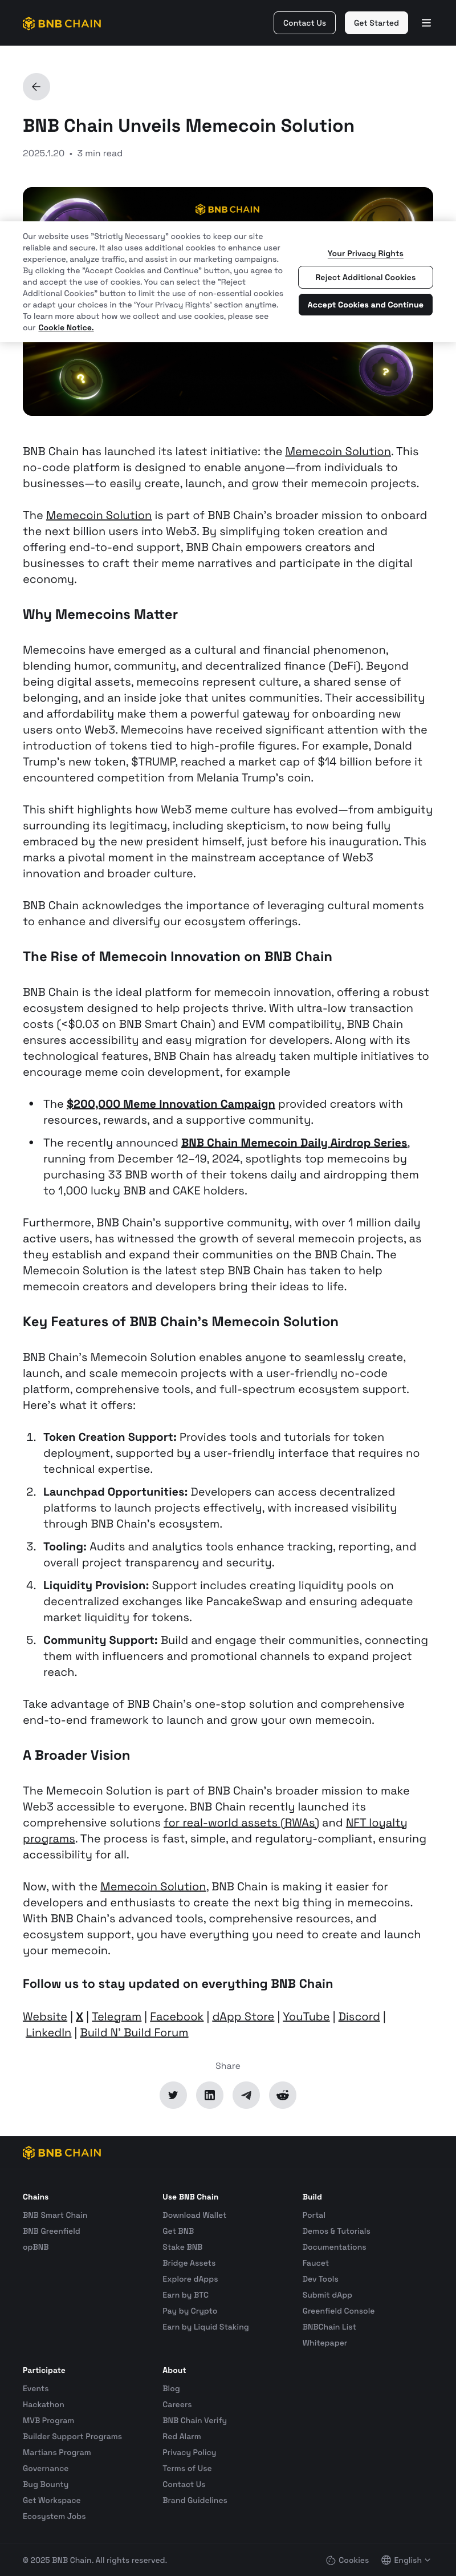 BNB CHAIN
Contact Us
Get Started
BNB Chain Unveils Memecoin Solution
2025.1.20 • 3 min read
BNB CHAIN
Our website uses "Strictly Necessary" cookies to keep our site
reliable and secure. It also uses additional cookies to enhance user
experience, analyze traffic, and assist in our marketing campaigns.
By clicking the "Accept Cookies and Continue" button, you agree to
and accept the use of cookies. You can select the "Reject
Additional Cookies" button to limit the use of non-essential cookies
or adapt your choices in the 'Your Privacy Rights' section anytime.
To learn more about how we collect and use cookies, please see
our Cookie Notice.
Your Privacy Rights
Reject Additional Cookies
Accept Cookies and Continue
BNB Chain has launched its latest initiative: the Memecoin Solution. This
no-code platform is designed to enable anyone—from individuals to
businesses—to easily create, launch, and grow their memecoin projects.
The Memecoin Solution is part of BNB Chain's broader mission to onboard
the next billion users into Web3. By simplifying token creation and
offering end-to-end support, BNB Chain empowers creators and
businesses to craft their meme narratives and participate in the digital
economy.
Why Memecoins Matter
Memecoins have emerged as a cultural and financial phenomenon,
blending humor, community, and decentralized finance (DeFi). Beyond
being digital assets, memecoins represent culture, a shared sense of
belonging, and an inside joke that unites communities. Their accessibility
and affordability make them a powerful gateway for onboarding new
users onto Web3. Memecoins have received significant attention with the
introduction of tokens tied to high-profile figures. For example, Donald
Trump's new token, $TRUMP, reached a market cap of $14 billion before it
encountered competition from Melania Trump's coin.
This shift highlights how Web3 meme culture has evolved—from ambiguity
surrounding its legitimacy, including skepticism, to now being fully
embraced by the new president himself, just before his inauguration. This
marks a pivotal moment in the mainstream acceptance of Web3
innovation and broader culture.
BNB Chain acknowledges the importance of leveraging cultural moments
to enhance and diversify our ecosystem offerings.
The Rise of Memecoin Innovation on BNB Chain
BNB Chain is the ideal platform for memecoin innovation, offering a robust
ecosystem designed to help projects thrive. With ultra-low transaction
costs (<$0.03 on BNB Smart Chain) and EVM compatibility, BNB Chain
ensures accessibility and easy migration for developers. Along with its
technological features, BNB Chain has already taken multiple initiatives to
encourage meme coin development, for example
• The $200,000 Meme Innovation Campaign provided creators with
resources, rewards, and a supportive community.
• The recently announced BNB Chain Memecoin Daily Airdrop Series,
running from December 12–19, 2024, spotlights top memecoins by
purchasing 33 BNB worth of their tokens daily and airdropping them
to 1,000 lucky BNB and CAKE holders.
Furthermore, BNB Chain's supportive community, with over 1 million daily
active users, has witnessed the growth of several memecoin projects, as
they establish and expand their communities on the BNB Chain. The
Memecoin Solution is the latest step BNB Chain has taken to help
memecoin creators and developers bring their ideas to life.
Key Features of BNB Chain's Memecoin Solution
BNB Chain's Memecoin Solution enables anyone to seamlessly create,
launch, and scale memecoin projects with a user-friendly no-code
platform, comprehensive tools, and full-spectrum ecosystem support.
Here's what it offers:
1. Token Creation Support: Provides tools and tutorials for token
deployment, supported by a user-friendly interface that requires no
technical expertise.
2. Launchpad Opportunities: Developers can access decentralized
platforms to launch projects effectively, with increased visibility
through BNB Chain's ecosystem.
3. Tooling: Audits and analytics tools enhance tracking, reporting, and
overall project transparency and security.
4. Liquidity Provision: Support includes creating liquidity pools on
decentralized exchanges like PancakeSwap and ensuring adequate
market liquidity for tokens.
5. Community Support: Build and engage their communities, connecting
them with influencers and promotional channels to expand project
reach.
Take advantage of BNB Chain's one-stop solution and comprehensive
end-to-end framework to launch and grow your own memecoin.
A Broader Vision
The Memecoin Solution is part of BNB Chain's broader mission to make
Web3 accessible to everyone. BNB Chain recently launched its
comprehensive solutions for real-world assets (RWAs) and NFT loyalty
programs. The process is fast, simple, and regulatory-compliant, ensuring
accessibility for all.
Now, with the Memecoin Solution, BNB Chain is making it easier for
developers and enthusiasts to create the next big thing in memecoins.
With BNB Chain's advanced tools, comprehensive resources, and
ecosystem support, you have everything you need to create and launch
your memecoin.
Follow us to stay updated on everything BNB Chain
Website | X | Telegram | Facebook | dApp Store | YouTube | Discord |
LinkedIn | Build N' Build Forum
Share
BNB CHAIN
Chains
BNB Smart Chain
BNB Greenfield
opBNB
Use BNB Chain
Download Wallet
Get BNB
Stake BNB
Bridge Assets
Explore dApps
Earn by BTC
Pay by Crypto
Earn by Liquid Staking
Build
Portal
Demos & Tutorials
Documentations
Faucet
Dev Tools
Submit dApp
Greenfield Console
BNBChain List
Whitepaper
Participate
Events
Hackathon
MVB Program
Builder Support Programs
Martians Program
Governance
Bug Bounty
Get Workspace
Ecosystem Jobs
About
Blog
Careers
BNB Chain Verify
Red Alarm
Privacy Policy
Terms of Use
Contact Us
Brand Guidelines
© 2025 BNB Chain. All rights reserved.
Cookies
English